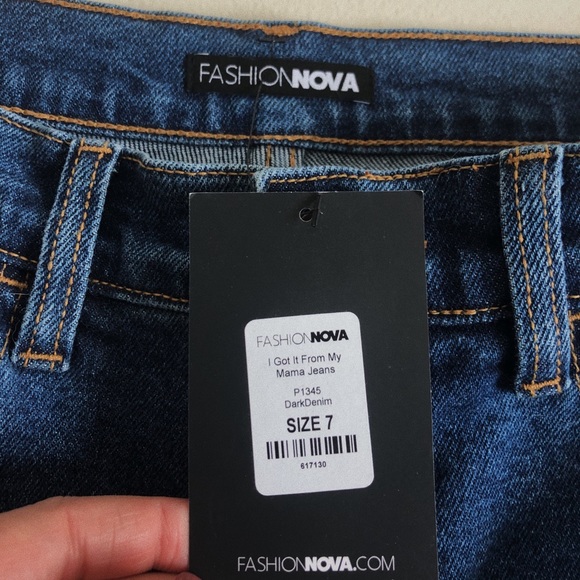 FASHIONNOVA
FASHIONNOVA
I Got It From My
Mama Jeans
P1345
DarkDenim
SIZE 7
617130
FASHIONNOVA.COM